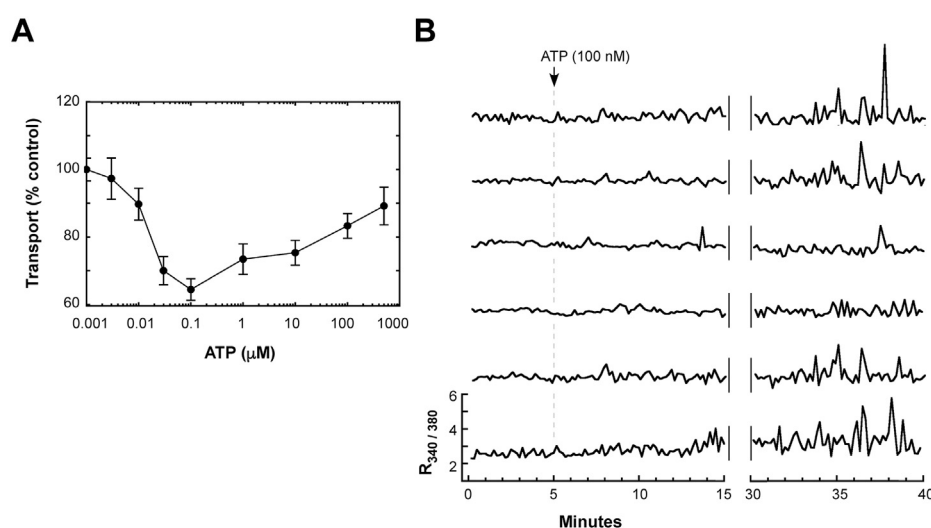 A
120
100
80
60
Transport (% control)
0.001 0.01 0.1 1 10 100 1000
ATP (μM)
B
ATP (100 nM)
6
4
2
R340 / 380
0 5 10 15 30 35 40
Minutes